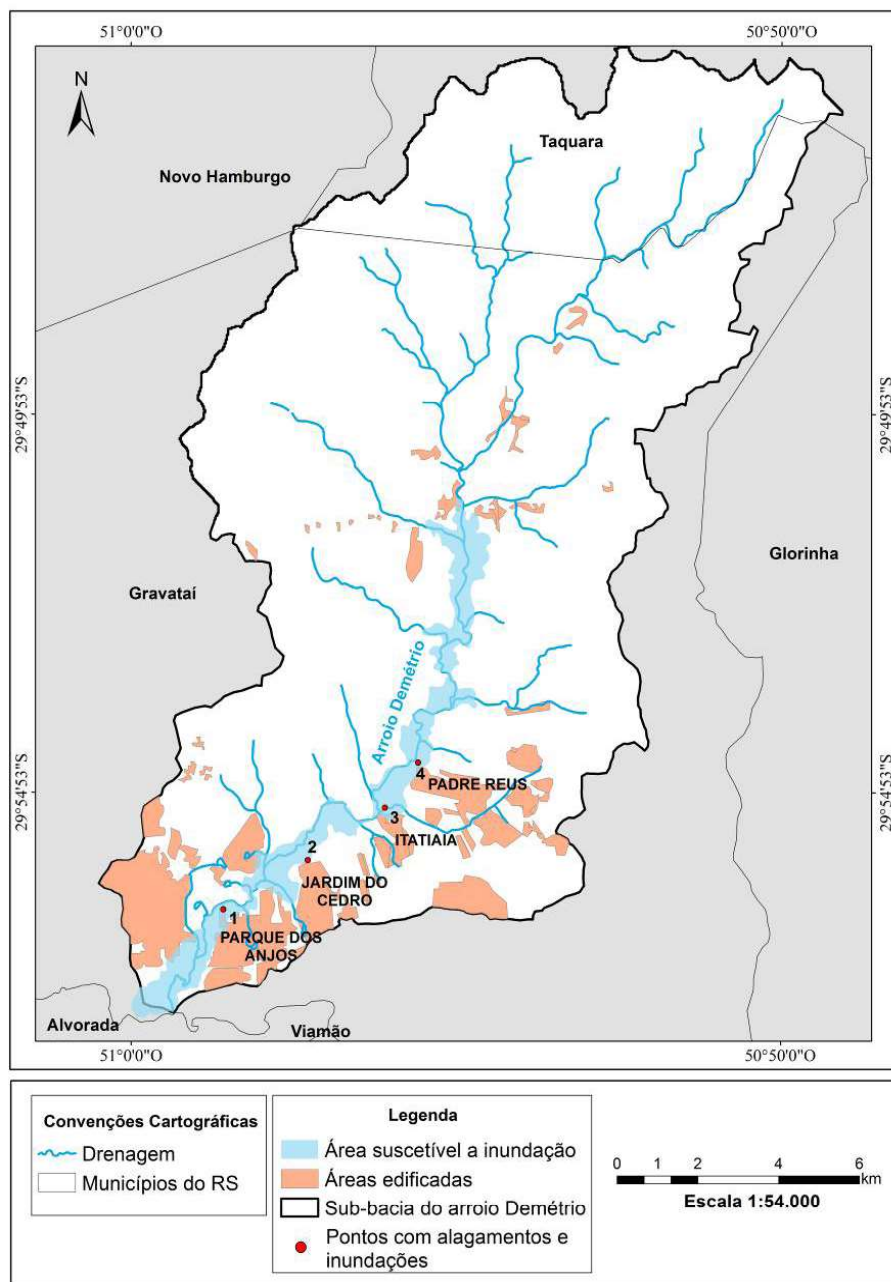 51°0'0"O
50°50'0"O
N
Taquara
Novo Hamburgo
29°49'53"S
29°49'53"S
Glorinha
Gravataí
Arroio Demétrio
29°54'53"S
29°54'53"S
4
PADRE REUS
3
ITATIAIA
2
JARDIM DO
CEDRO
1
PARQUE DOS
ANJOS
Alvorada
Viamão
51°0'0"O
50°50'0"O
Convenções Cartográficas
Drenagem
Municípios do RS
Legenda
Área suscetível a inundação
Áreas edificadas
Sub-bacia do arroio Demétrio
Pontos com alagamentos e
inundações
0 1 2 4 6
km
Escala 1:54.000